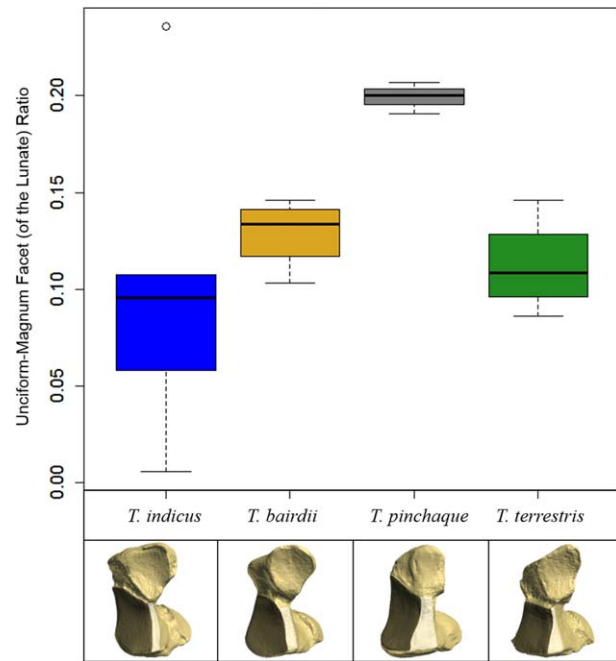 Unciform-Magnum Facet (of the Lunate) Ratio
0.20
0.15
0.10
0.05
0.00
T. indicus T. bairdii T. pinchaque T. terrestris